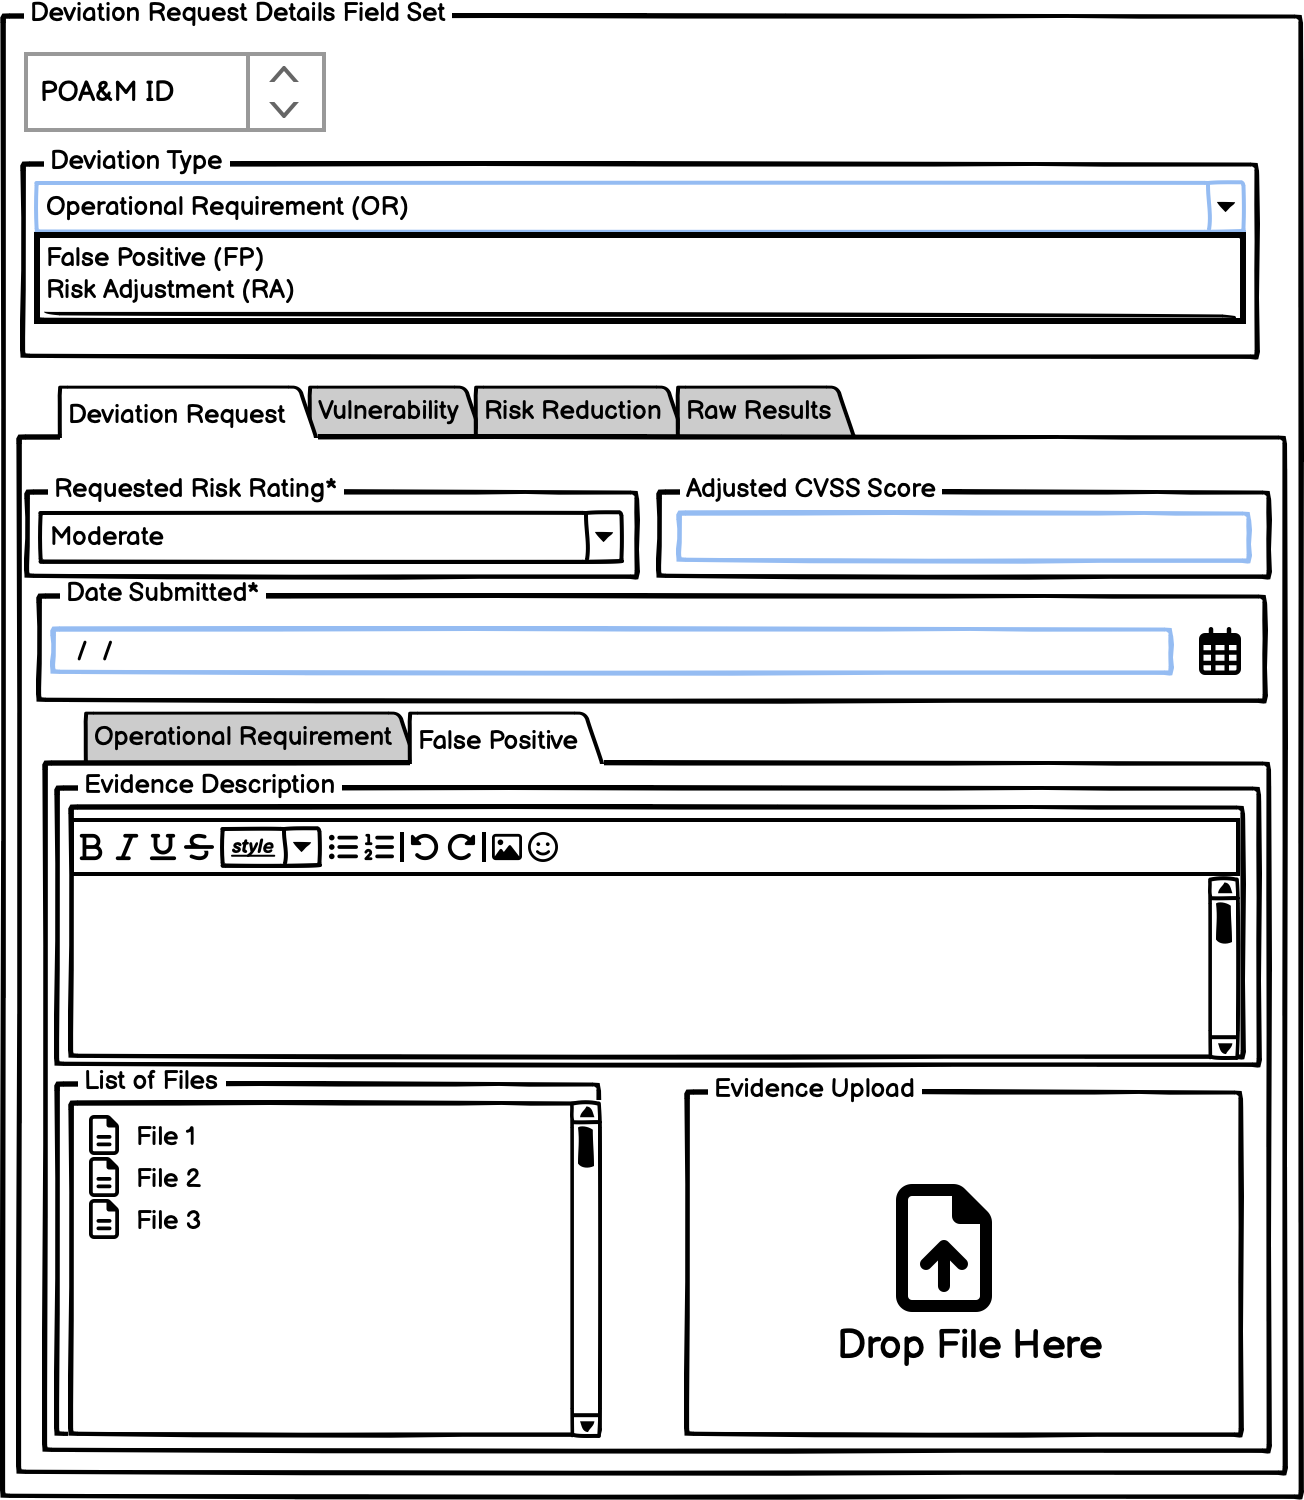 Deviation Request Details Field Set
POA&M ID
Deviation Type
Operational Requirement (OR)
False Positive (FP)
Risk Adjustment (RA)
Deviation Request Vulnerability Risk Reduction Raw Results
Requested Risk Rating* Adjusted CVSS Score
Moderate
Date Submitted*
/ /
Operational Requirement False Positive
Evidence Description
B I U S style
List of Files Evidence Upload
File 1
File 2
File 3
Drop File Here